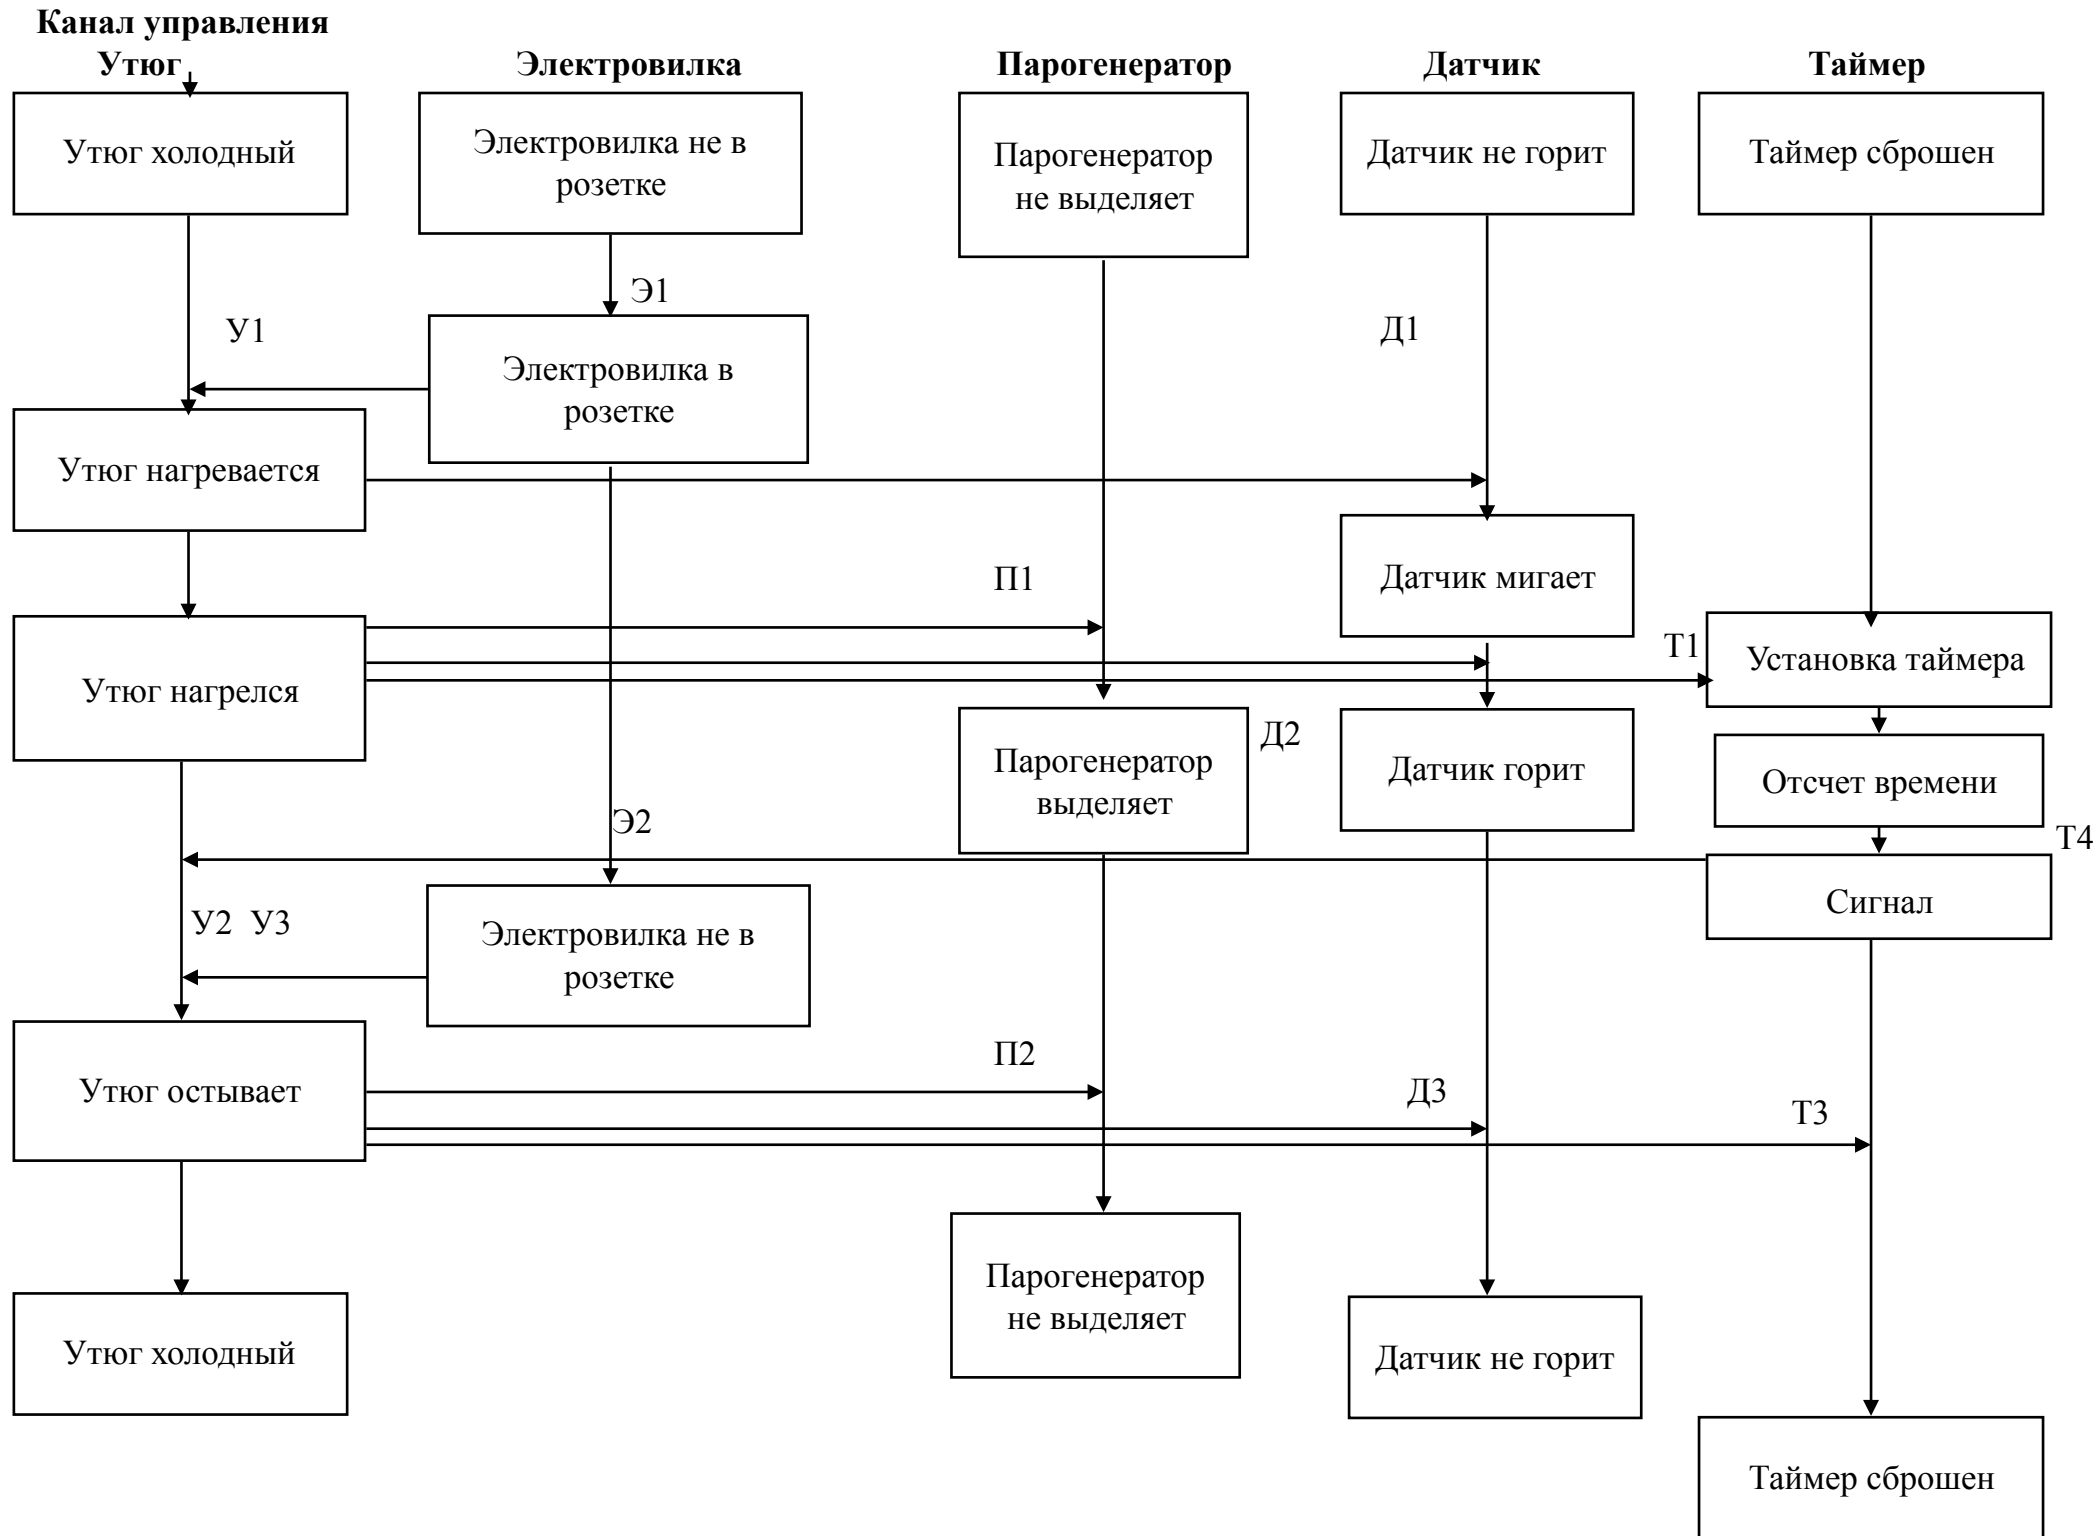 Канал управления
Утюг
Электровилка
Парогенератор
Датчик
Таймер
Утюг холодный
Электровилка не в
розетке
Парогенератор
не выделяет
Датчик не горит
Таймер сброшен
Э1
У1
Д1
Электровилка в
розетке
Утюг нагревается
Датчик мигает
П1
Т1
Установка таймера
Утюг нагрелся
Парогенератор
выделяет
Д2
Датчик горит
Отсчет времени
Э2
Т4
Сигнал
У2 У3
Электровилка не в
розетке
П2
Утюг остывает
Д3
Т3
Парогенератор
не выделяет
Утюг холодный
Датчик не горит
Таймер сброшен